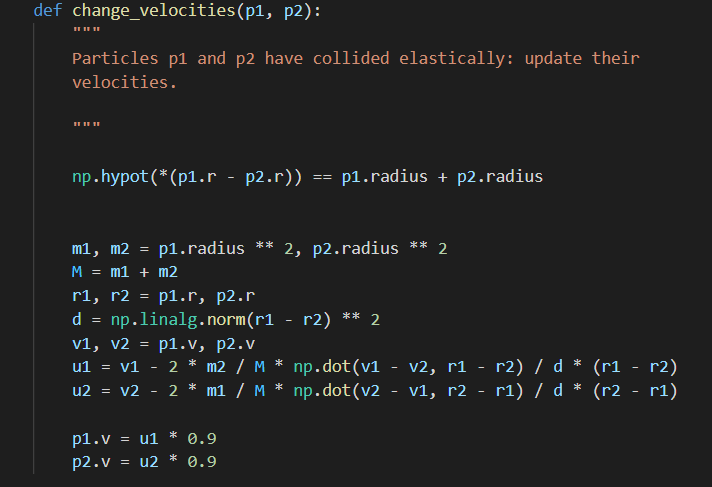 def change_velocities(p1, p2):
    """
    Particles p1 and p2 have collided elastically: update their
    velocities.

    """

    np.hypot(*(p1.r - p2.r)) == p1.radius + p2.radius


    m1, m2 = p1.radius ** 2, p2.radius ** 2
    M = m1 + m2
    r1, r2 = p1.r, p2.r
    d = np.linalg.norm(r1 - r2) ** 2
    v1, v2 = p1.v, p2.v
    u1 = v1 - 2 * m2 / M * np.dot(v1 - v2, r1 - r2) / d * (r1 - r2)
    u2 = v2 - 2 * m1 / M * np.dot(v2 - v1, r2 - r1) / d * (r2 - r1)

    p1.v = u1 * 0.9
    p2.v = u2 * 0.9